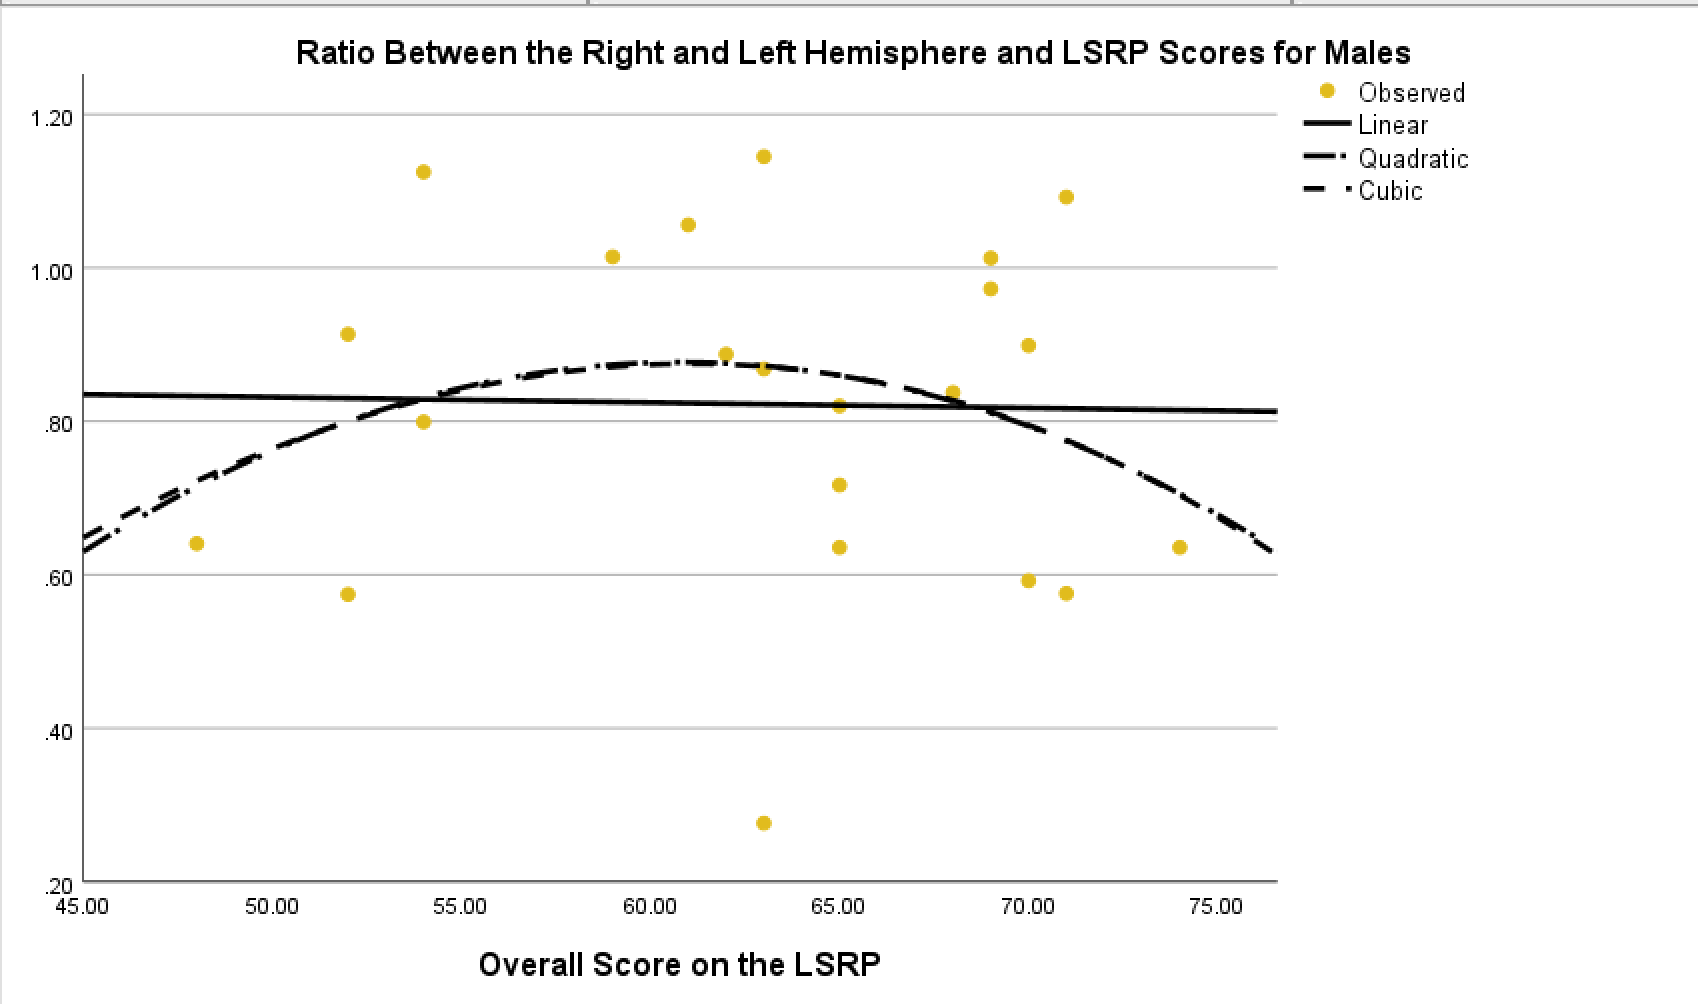 Ratio Between the Right and Left Hemisphere and LSRP Scores for Males
Observed
Linear
Quadratic
Cubic
1.20
1.00
.80
.60
.40
.20
45.00 50.00 55.00 60.00 65.00 70.00 75.00
Overall Score on the LSRP